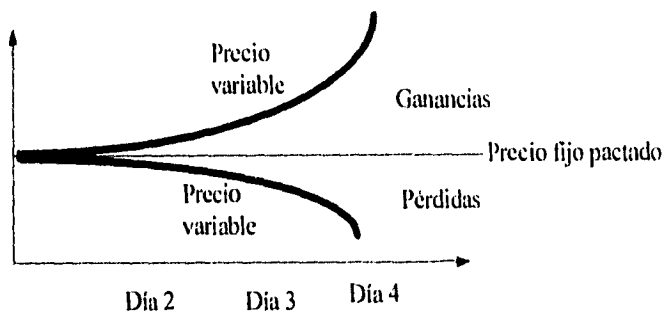 Precio
variable
Ganancias
Precio fijo pactado
Precio
variable
Pérdidas
Día 2
Día 3
Día 4